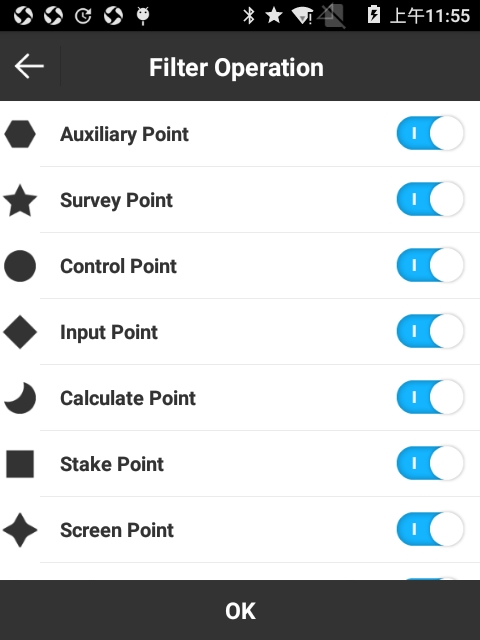 上午11:55
Filter Operation
Auxiliary Point
Survey Point
Control Point
Input Point
Calculate Point
Stake Point
Screen Point
OK